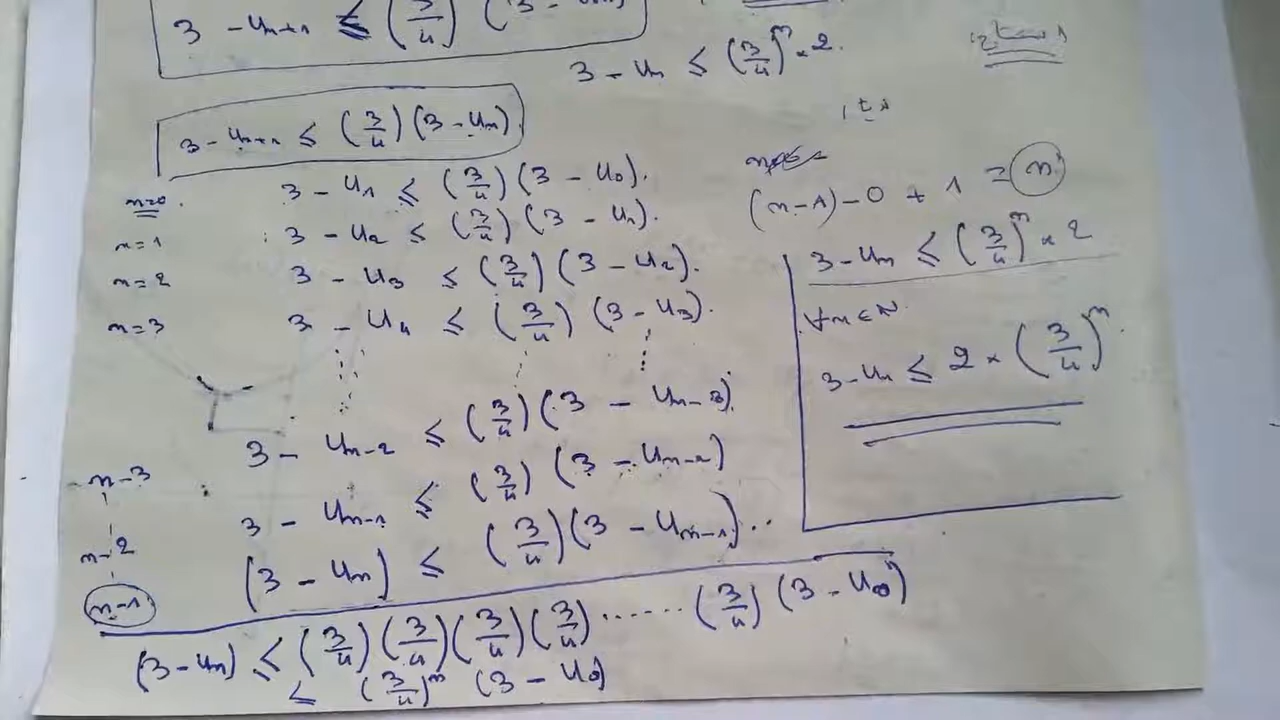 3 - Un+1 ≤ (3/4) (3 - Un)
3 - Un ≤ (3/4)^n × 2.
3 - Un+1 ≤ (3/4) (3 - Un)
n=0. 3 - U1 ≤ (3/4) (3 - U0).
n=1 3 - U2 ≤ (3/4) (3 - U1).
n=2 3 - U3 ≤ (3/4) (3 - U2).
n=3 3 - U4 ≤ (3/4) (3 - U3).
3 - Un-2 ≤ (3/4) (3 - Un-3).
n-3
3 - Un-1 ≤ (3/4) (3 - Un-2)
n-2
(3 - Un) ≤ (3/4) (3 - Un-1)..
n-1
(3-Un) ≤ (3/4) (3/4) (3/4) (3/4) ...... (3/4) (3 - U0)
≤ (3/4)^n (3 - U0)
(n-1) - 0 + 1 = n
3 - Un ≤ (3/4)^n × 2
∀n∈N
3 - Un ≤ 2 × (3/4)^n.